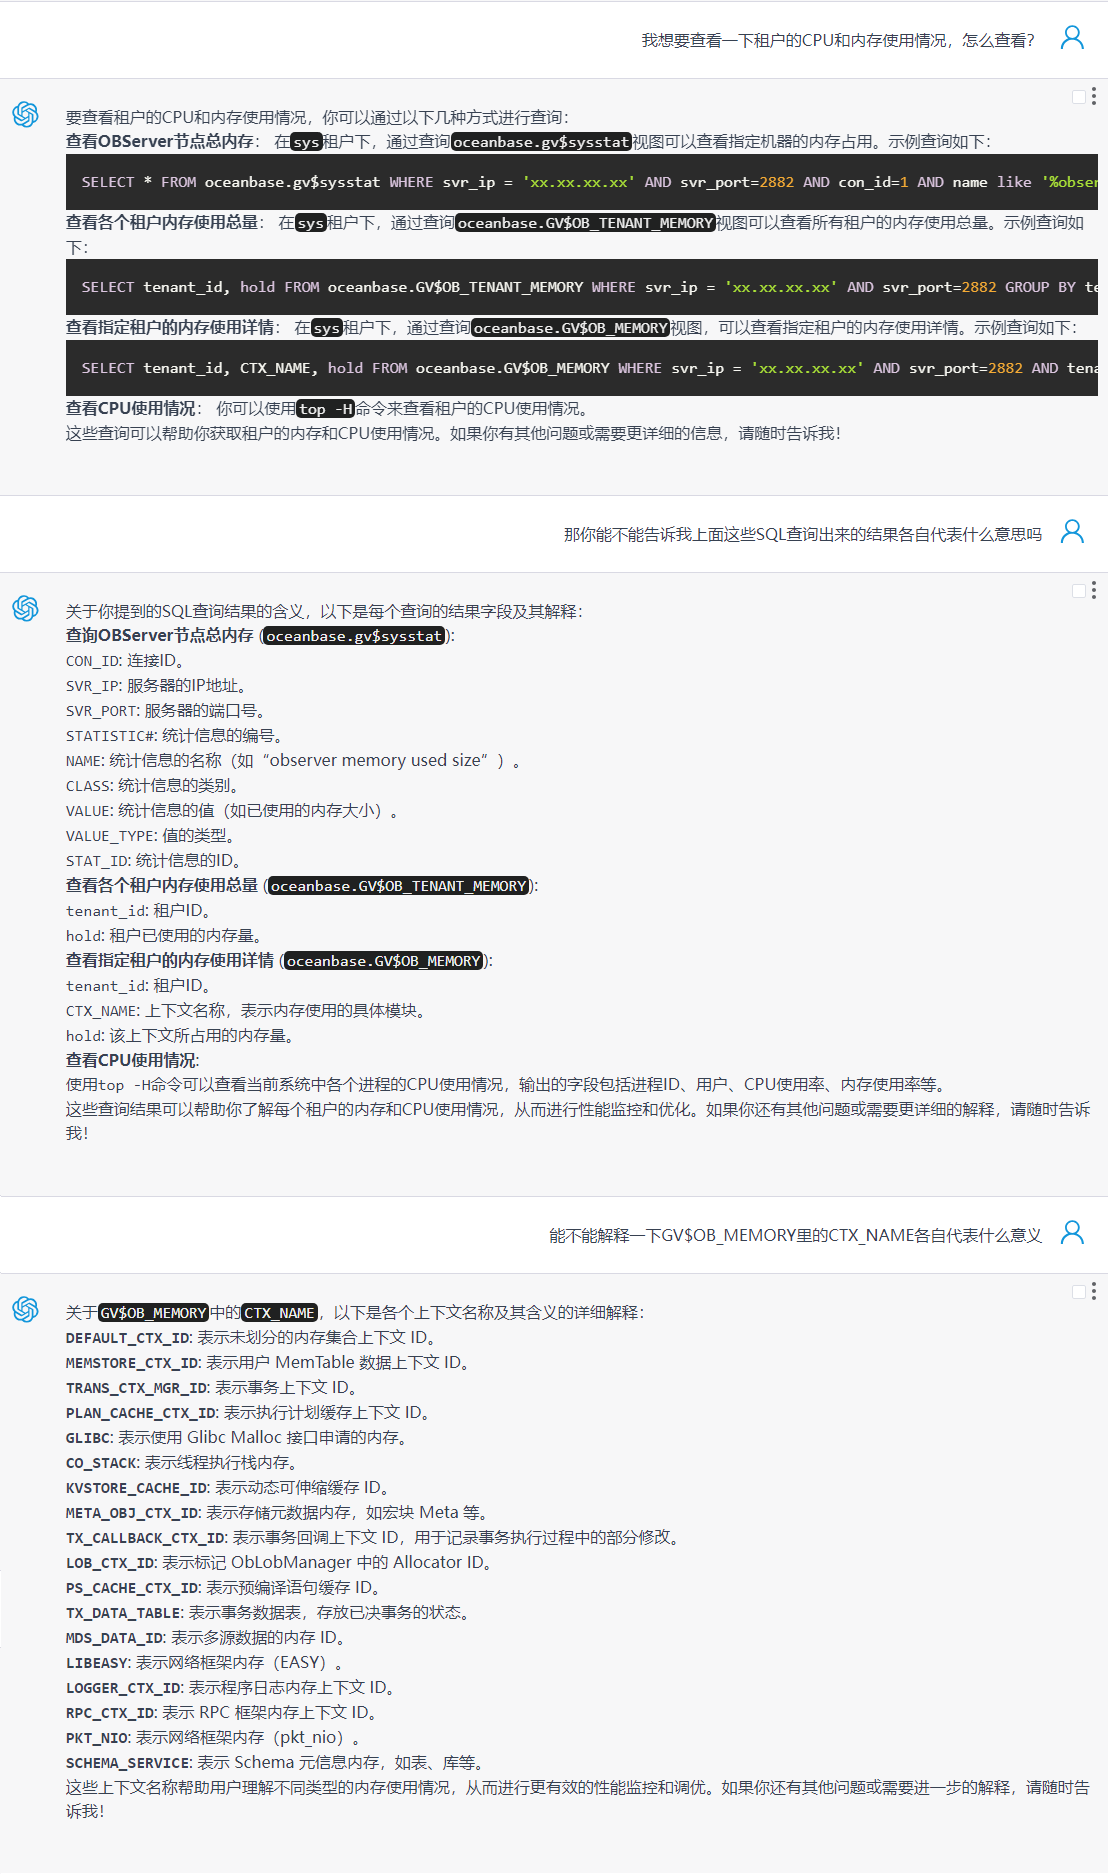 我想要查看一下租户的CPU和内存使用情况，怎么查看？
要查看租户的CPU和内存使用情况，你可以通过以下几种方式进行查询：
查看OBServer节点总内存： 在sys租户下，通过查询oceanbase.gv$sysstat视图可以查看指定机器的内存占用。示例查询如下：
SELECT * FROM oceanbase.gv$sysstat WHERE svr_ip = 'xx.xx.xx.xx' AND svr_port=2882 AND con_id=1 AND name like '%obser
查看各个租户内存使用总量： 在sys租户下，通过查询oceanbase.GV$OB_TENANT_MEMORY视图可以查看所有租户的内存使用总量。示例查询如
下：
SELECT tenant_id, hold FROM oceanbase.GV$OB_TENANT_MEMORY WHERE svr_ip = 'xx.xx.xx.xx' AND svr_port=2882 GROUP BY te
查看指定租户的内存使用详情： 在sys租户下，通过查询oceanbase.GV$OB_MEMORY视图，可以查看指定租户的内存使用详情。示例查询如下：
SELECT tenant_id, CTX_NAME, hold FROM oceanbase.GV$OB_MEMORY WHERE svr_ip = 'xx.xx.xx.xx' AND svr_port=2882 AND tena
查看CPU使用情况： 你可以使用top -H命令来查看租户的CPU使用情况。
这些查询可以帮助你获取租户的内存和CPU使用情况。如果你有其他问题或需要更详细的信息，请随时告诉我！
那你能不能告诉我上面这些SQL查询出来的结果各自代表什么意思吗
关于你提到的SQL查询结果的含义，以下是每个查询的结果字段及其解释：
查询OBServer节点总内存 (oceanbase.gv$sysstat):
CON_ID: 连接ID。
SVR_IP: 服务器的IP地址。
SVR_PORT: 服务器的端口号。
STATISTIC#: 统计信息的编号。
NAME: 统计信息的名称（如“observer memory used size”）。
CLASS: 统计信息的类别。
VALUE: 统计信息的值（如已使用的内存大小）。
VALUE_TYPE: 值的类型。
STAT_ID: 统计信息的ID。
查看各个租户内存使用总量 (oceanbase.GV$OB_TENANT_MEMORY):
tenant_id: 租户ID。
hold: 租户已使用的内存量。
查看指定租户的内存使用详情 (oceanbase.GV$OB_MEMORY):
tenant_id: 租户ID。
CTX_NAME: 上下文名称，表示内存使用的具体模块。
hold: 该上下文所占用的内存量。
查看CPU使用情况:
使用top -H命令可以查看当前系统中各个进程的CPU使用情况，输出的字段包括进程ID、用户、CPU使用率、内存使用率等。
这些查询结果可以帮助你了解每个租户的内存和CPU使用情况，从而进行性能监控和优化。如果你还有其他问题或需要更详细的解释，请随时告诉
我！
能不能解释一下GV$OB_MEMORY里的CTX_NAME各自代表什么意义
关于GV$OB_MEMORY中的CTX_NAME，以下是各个上下文名称及其含义的详细解释：
DEFAULT_CTX_ID: 表示未划分的内存集合上下文 ID。
MEMSTORE_CTX_ID: 表示用户 MemTable 数据上下文 ID。
TRANS_CTX_MGR_ID: 表示事务上下文 ID。
PLAN_CACHE_CTX_ID: 表示执行计划缓存上下文 ID。
GLIBC: 表示使用 Glibc Malloc 接口申请的内存。
CO_STACK: 表示线程执行栈内存。
KVSTORE_CACHE_ID: 表示动态可伸缩缓存 ID。
META_OBJ_CTX_ID: 表示存储元数据内存，如宏块 Meta 等。
TX_CALLBACK_CTX_ID: 表示事务回调上下文 ID，用于记录事务执行过程中的部分修改。
LOB_CTX_ID: 表示标记 ObLobManager 中的 Allocator ID。
PS_CACHE_CTX_ID: 表示预编译语句缓存 ID。
TX_DATA_TABLE: 表示事务数据表，存放已决事务的状态。
MDS_DATA_ID: 表示多源数据的内存 ID。
LIBEASY: 表示网络框架内存（EASY）。
LOGGER_CTX_ID: 表示程序日志内存上下文 ID。
RPC_CTX_ID: 表示 RPC 框架内存上下文 ID。
PKT_NIO: 表示网络框架内存（pkt_nio）。
SCHEMA_SERVICE: 表示 Schema 元信息内存，如表、库等。
这些上下文名称帮助用户理解不同类型的内存使用情况，从而进行更有效的性能监控和调优。如果你还有其他问题或需要进一步的解释，请随时告
诉我！